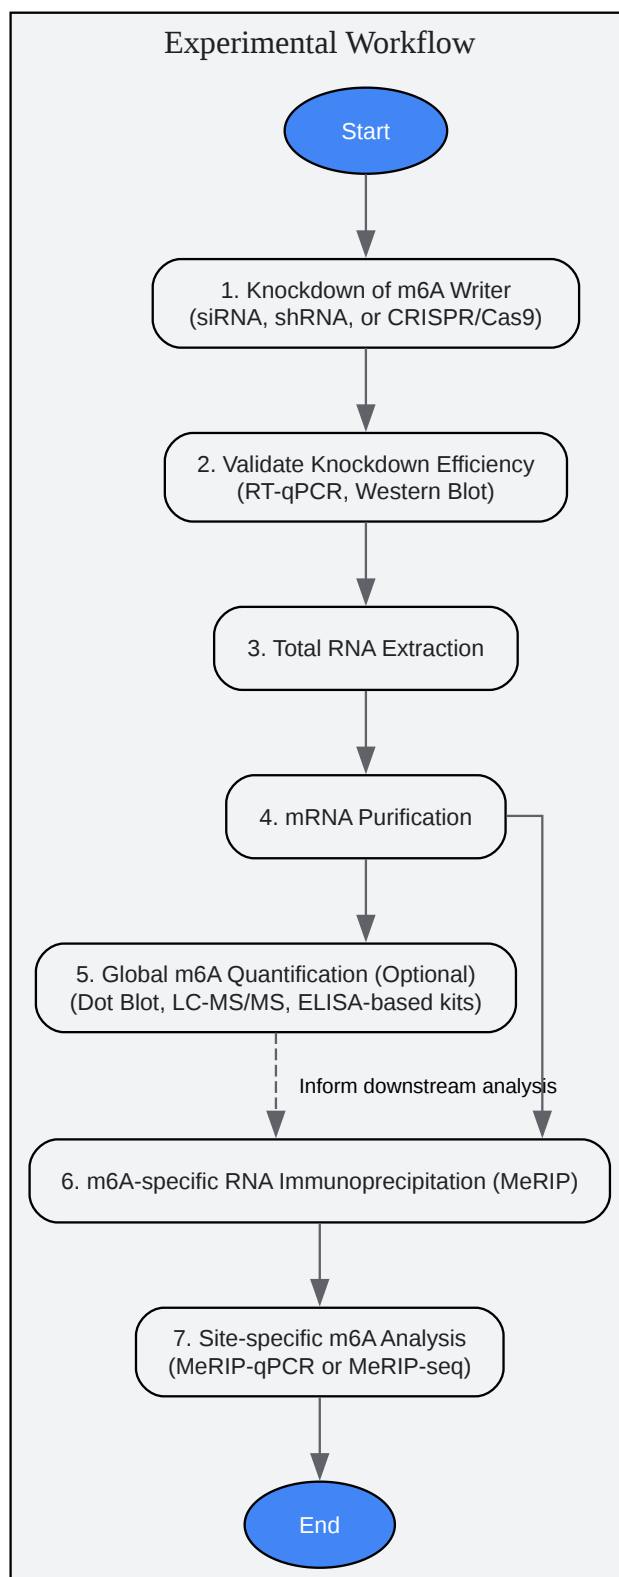 Experimental Workflow
Start
1. Knockdown of m6A Writer
(siRNA, shRNA, or CRISPR/Cas9)
2. Validate Knockdown Efficiency
(RT-qPCR, Western Blot)
3. Total RNA Extraction
4. mRNA Purification
5. Global m6A Quantification (Optional)
(Dot Blot, LC-MS/MS, ELISA-based kits)
Inform downstream analysis
6. m6A-specific RNA Immunoprecipitation (MeRIP)
7. Site-specific m6A Analysis
(MeRIP-qPCR or MeRIP-seq)
End